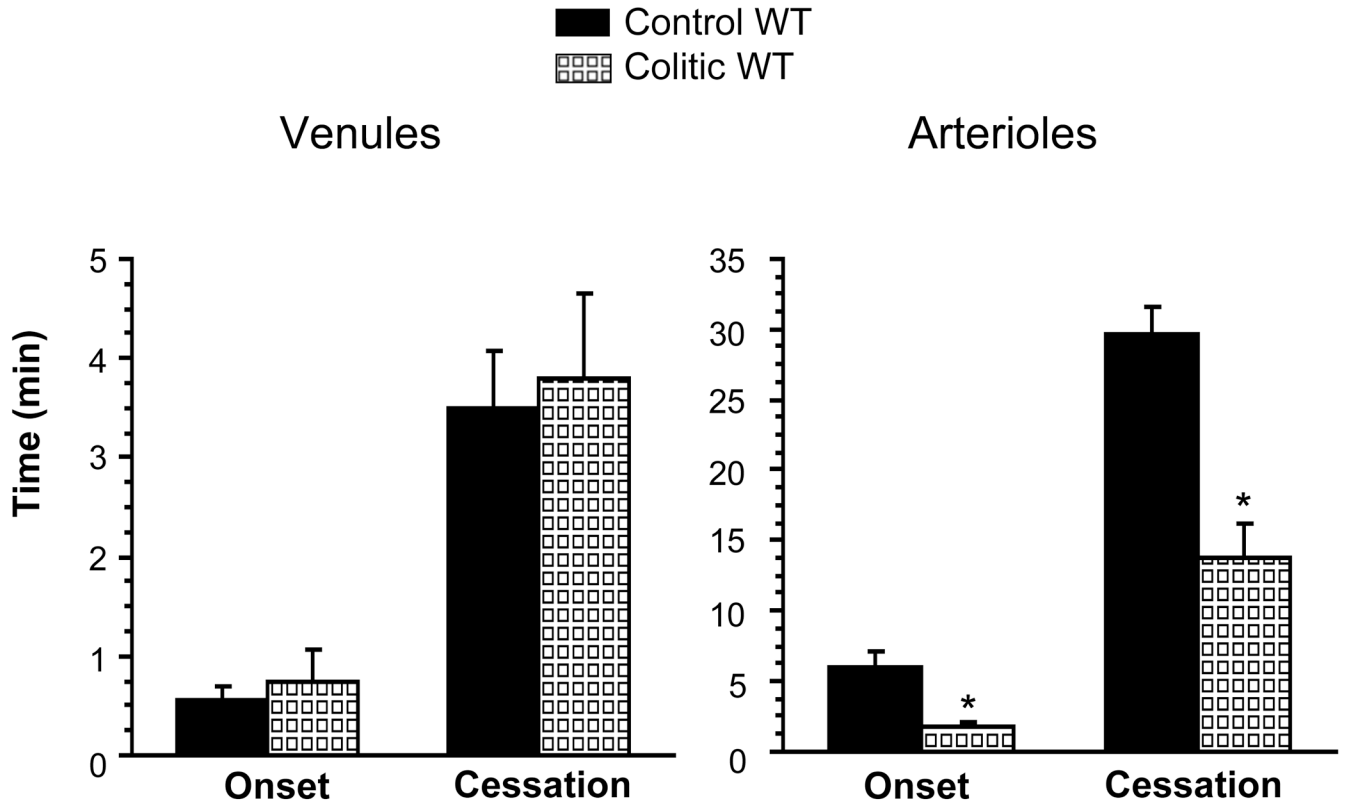 Control WT
Colitic WT
Venules
Arterioles
Time (min)
5
4
3
2
1
0
Onset
Cessation
35
30
25
20
15
10
5
0
*
*
Onset
Cessation